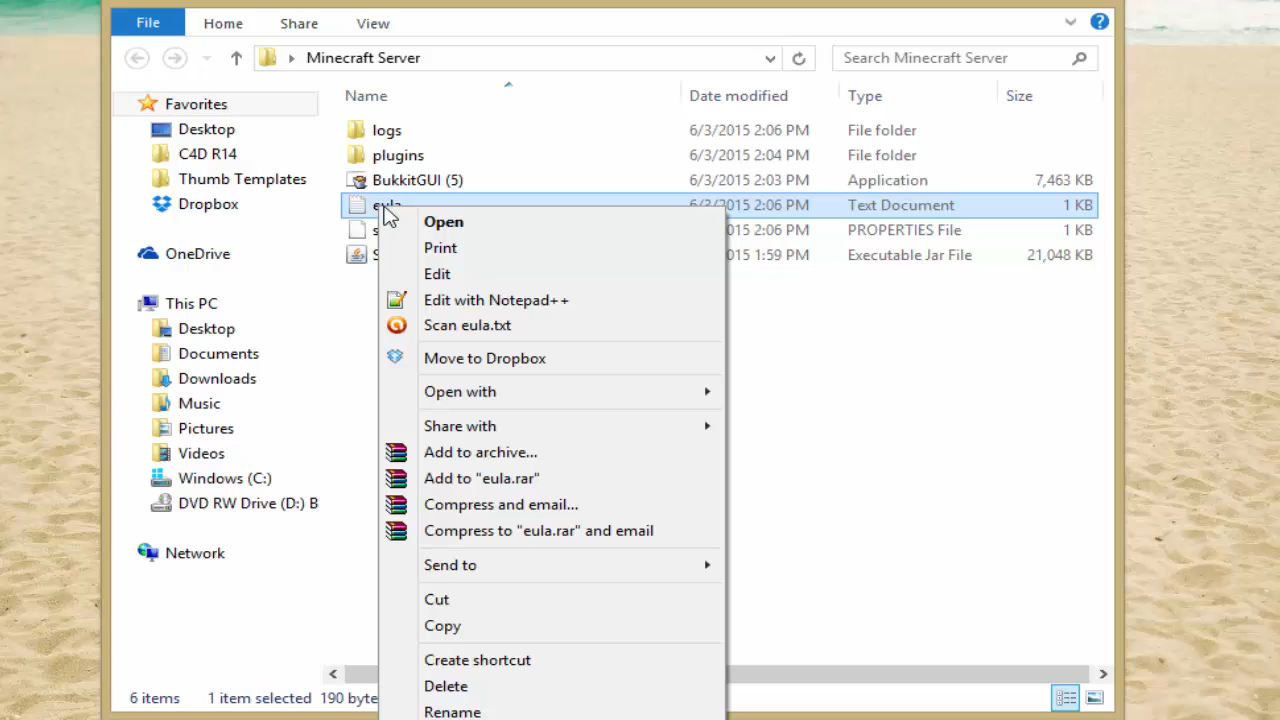 File Home Share View
Minecraft Server Search Minecraft Server
Name Date modified Type Size
Favorites
Desktop
C4D R14
Thumb Templates
Dropbox
OneDrive
This PC
Desktop
Documents
Downloads
Music
Pictures
Videos
Windows (C:)
DVD RW Drive (D:) B
Network
logs 6/3/2015 2:06 PM File folder
plugins 6/3/2015 2:04 PM File folder
BukkitGUI (5) 6/3/2015 2:03 PM Application 7,463 KB
eula 6/3/2015 2:06 PM Text Document 1 KB
s 015 2:06 PM PROPERTIES File 1 KB
S 015 1:59 PM Executable Jar File 21,048 KB
Open
Print
Edit
Edit with Notepad++
Scan eula.txt
Move to Dropbox
Open with
Share with
Add to archive...
Add to "eula.rar"
Compress and email...
Compress to "eula.rar" and email
Send to
Cut
Copy
Create shortcut
Delete
Rename
6 items 1 item selected 190 byte